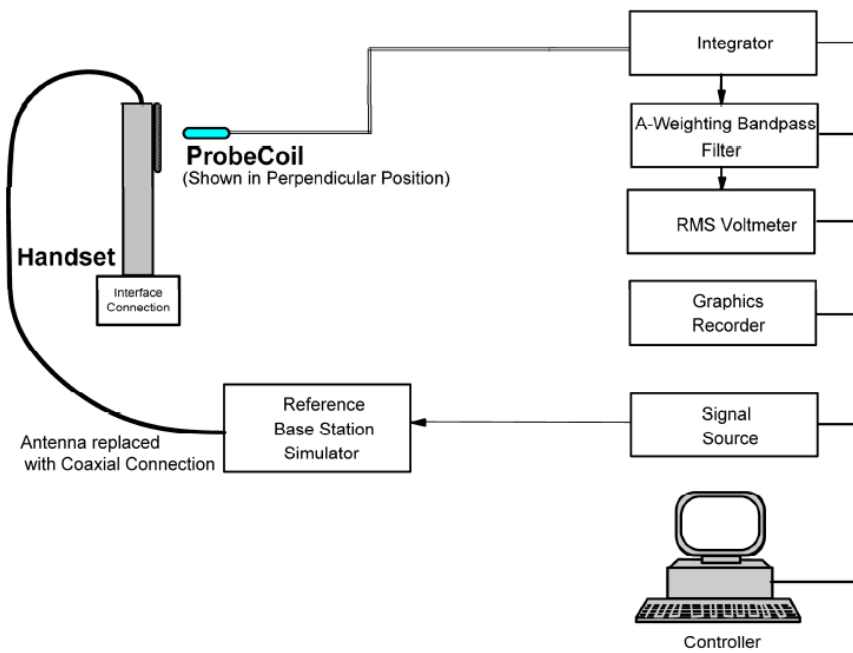 Integrator
A-Weighting Bandpass
Filter
ProbeCoil
(Shown in Perpendicular Position)
RMS Voltmeter
Handset
Interface
Connection
Graphics
Recorder
Reference
Base Station
Simulator
Signal
Source
Antenna replaced
with Coaxial Connection
Controller